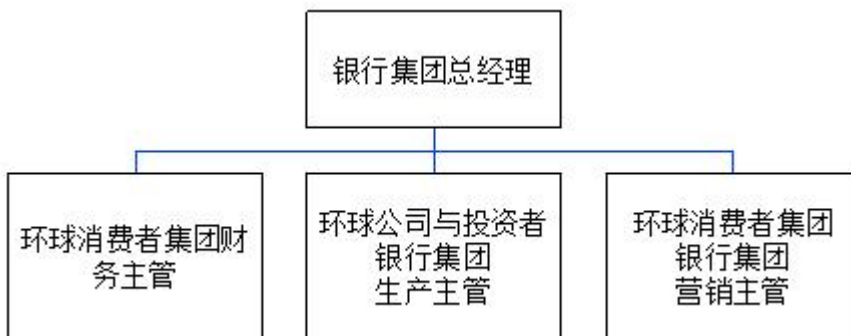 银行集团总经理
环球消费者集团财
务主管
环球公司与投资者
银行集团
生产主管
环球消费者集团
银行集团
营销主管